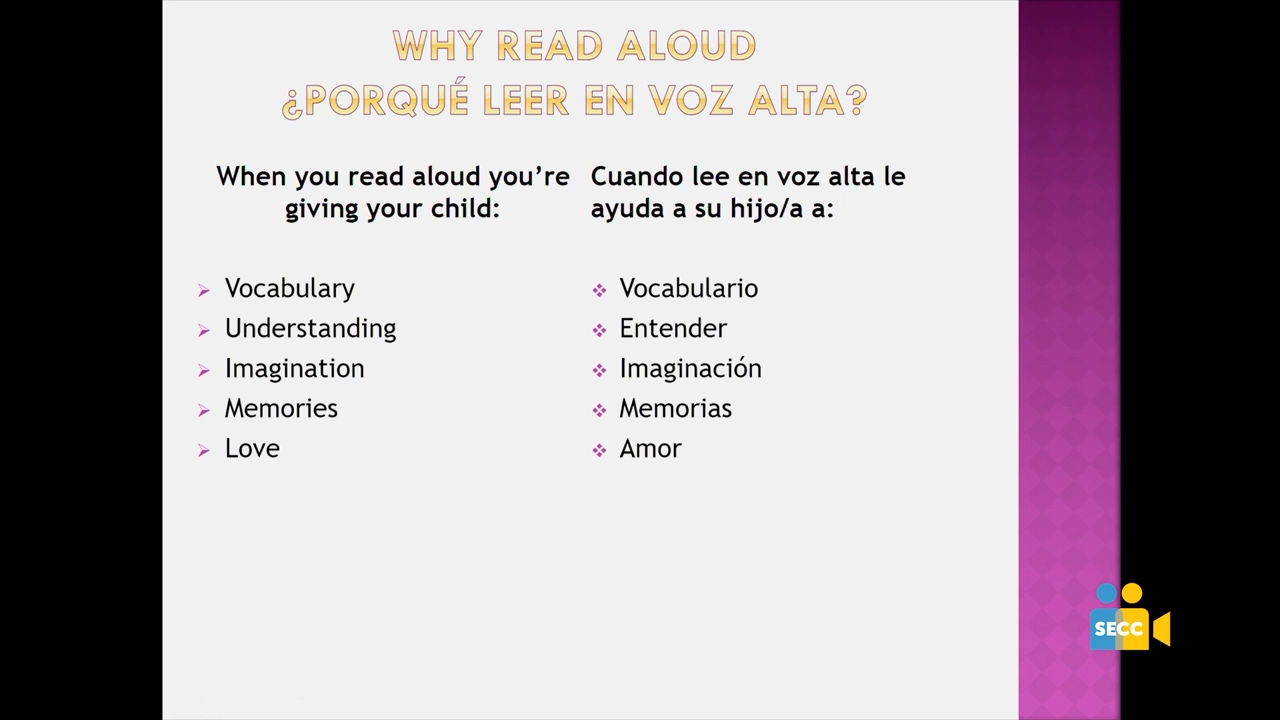 WHY READ ALOUD
¿PORQUÉ LEER EN VOZ ALTA?
When you read aloud you’re
giving your child:
Vocabulary
Understanding
Imagination
Memories
Love
Cuando lee en voz alta le
ayuda a su hijo/a a:
Vocabulario
Entender
Imaginación
Memorias
Amor
SECC